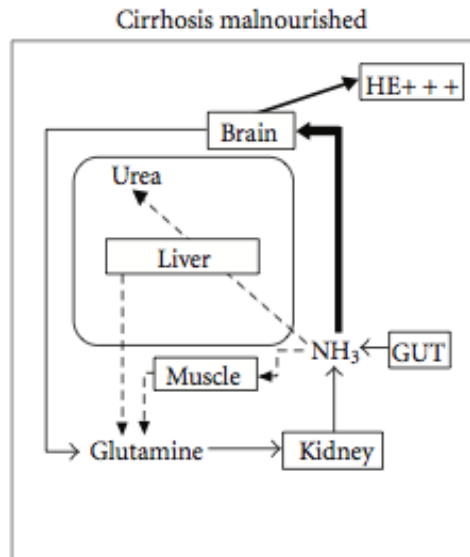 Cirrhosis malnourished
HE+ + +
Brain
Urea
Liver
NH₃
GUT
Muscle
Glutamine
Kidney